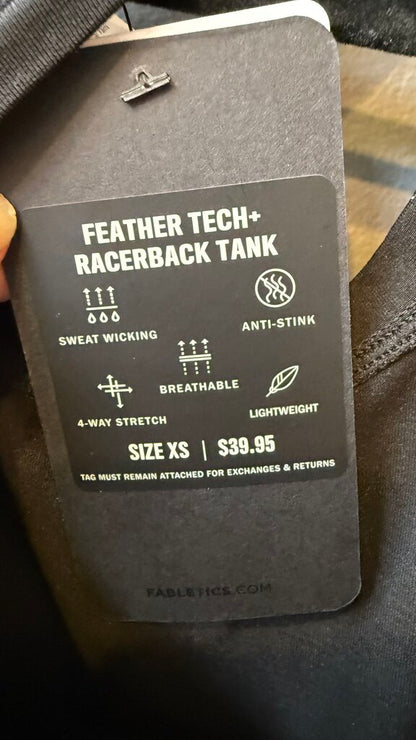 FEATHER TECH+
RACERBACK TANK
SWEAT WICKING
ANTI-STINK
BREATHABLE
4-WAY STRETCH
LIGHTWEIGHT
SIZE XS | $39.95
TAG MUST REMAIN ATTACHED FOR EXCHANGES & RETURNS
FABLETICS.COM